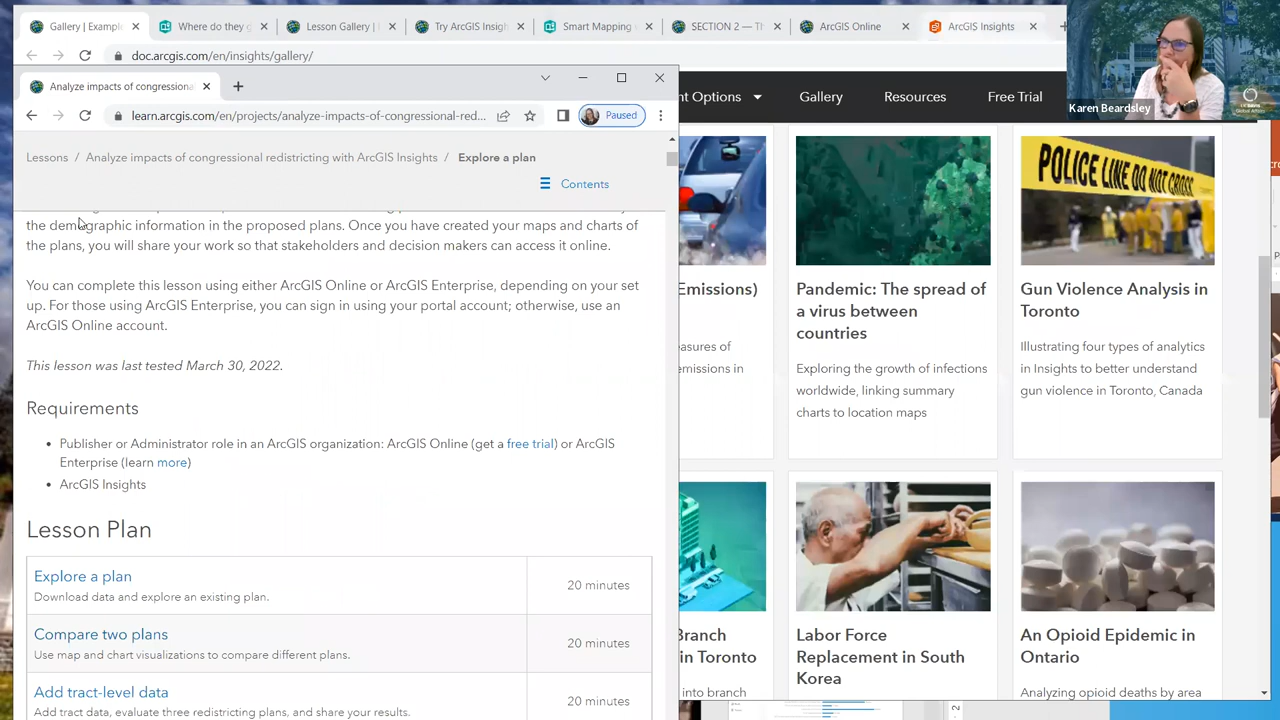 Gallery | Example
Where do they
Lesson Gallery |
Try ArcGIS Insigh
Smart Mapping
SECTION 2 — Th
ArcGIS Online
ArcGIS Insights
doc.arcgis.com/en/insights/gallery/
Karen Beardsley
Analyze impacts of congressiona
learn.arcgis.com/en/projects/analyze-impacts
Paused
nt Options
Gallery
Resources
Free Trial
Lessons / Analyze impacts of congressional redistricting with ArcGIS Insights / Explore a plan
Contents
the demographic information in the proposed plans. Once you have created your maps and charts of
the plans, you will share your work so that stakeholders and decision makers can access it online.
You can complete this lesson using either ArcGIS Online or ArcGIS Enterprise, depending on your set
up. For those using ArcGIS Enterprise, you can sign in using your portal account; otherwise, use an
ArcGIS Online account.
This lesson was last tested March 30, 2022.
Requirements
• Publisher or Administrator role in an ArcGIS organization: ArcGIS Online (get a free trial) or ArcGIS
Enterprise (learn more)
• ArcGIS Insights
Lesson Plan
Explore a plan
Download data and explore an existing plan.
20 minutes
Compare two plans
Use map and chart visualizations to compare different plans.
20 minutes
Add tract-level data
20 minutes
Add tract ree redistricting plans and share your results.
Emissions)
easures of
emissions in
Pandemic: The spread of
a virus between
countries
Exploring the growth of infections
worldwide, linking summary
charts to location maps
POLICE LINE DO NOT CROSS
Gun Violence Analysis in
Toronto
Illustrating four types of analytics
in Insights to better understand
gun violence in Toronto, Canada
Branch
in Toronto
into branch
Labor Force
Replacement in South
Korea
An Opioid Epidemic in
Ontario
Analyzing opioid deaths by area